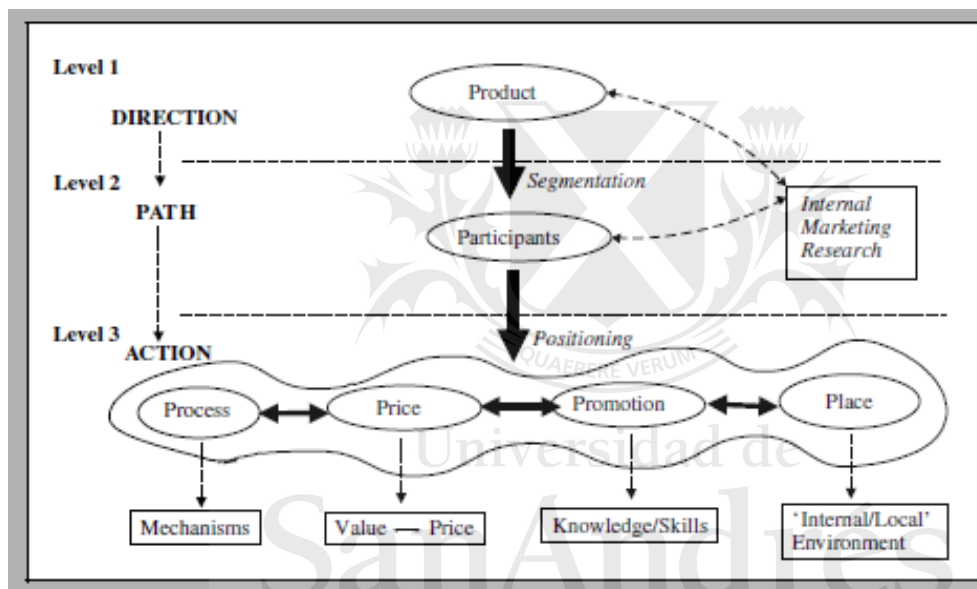 Level 1
Product
DIRECTION
Level 2
Segmentation
PATH
Internal
Marketing
Research
Participants
Level 3
Positioning
ACTION
QUAERERE VERUM
Process
Price
Promotion
Place
Universidad de
Mechanisms
Value — Price
Knowledge/Skills
‘Internal/Local’
Environment
SanAndrés